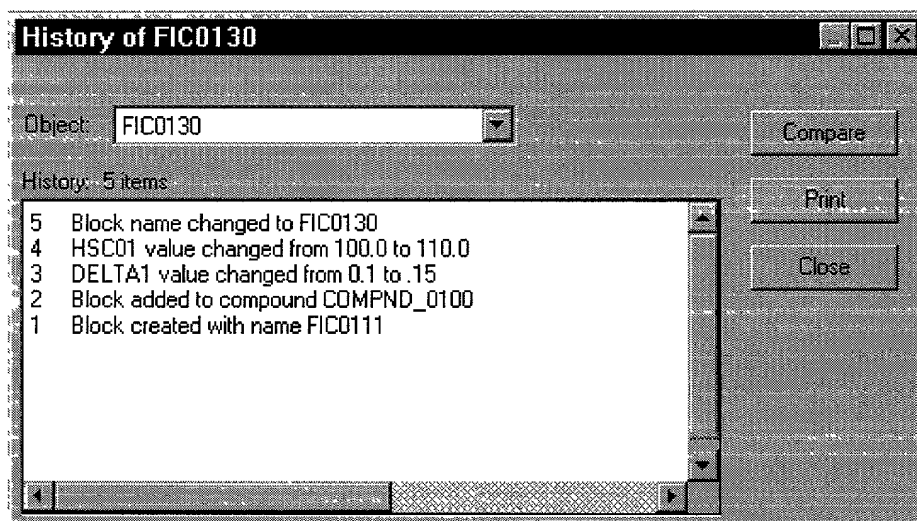 History of FIC0130
Object: FIC0130
Compare
History: 5 items
Print
5 Block name changed to FIC0130
4 HSCO1 value changed from 100.0 to 110.0
3 DELTA1 value changed from 0.1 to .15
2 Block added to compound COMPND_0100
1 Block created with name FIC0111
Close